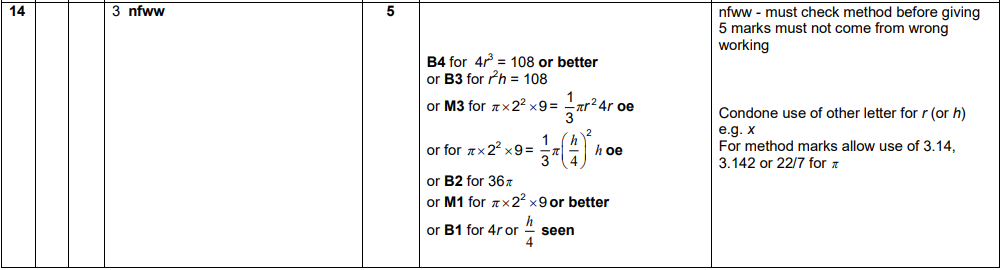 14
3 nfww
5
B4 for 4r³ = 108 or better
or B3 for r²h = 108
or M3 for π×2²×9 = 1/3 πr²4r oe
or for π×2²×9 = 1/3 π(h/4)² h oe
or B2 for 36π
or M1 for π×2²×9 or better
or B1 for 4r or h/4 seen
nfww - must check method before giving
5 marks must not come from wrong
working
Condone use of other letter for r (or h)
e.g. x
For method marks allow use of 3.14,
3.142 or 22/7 for π